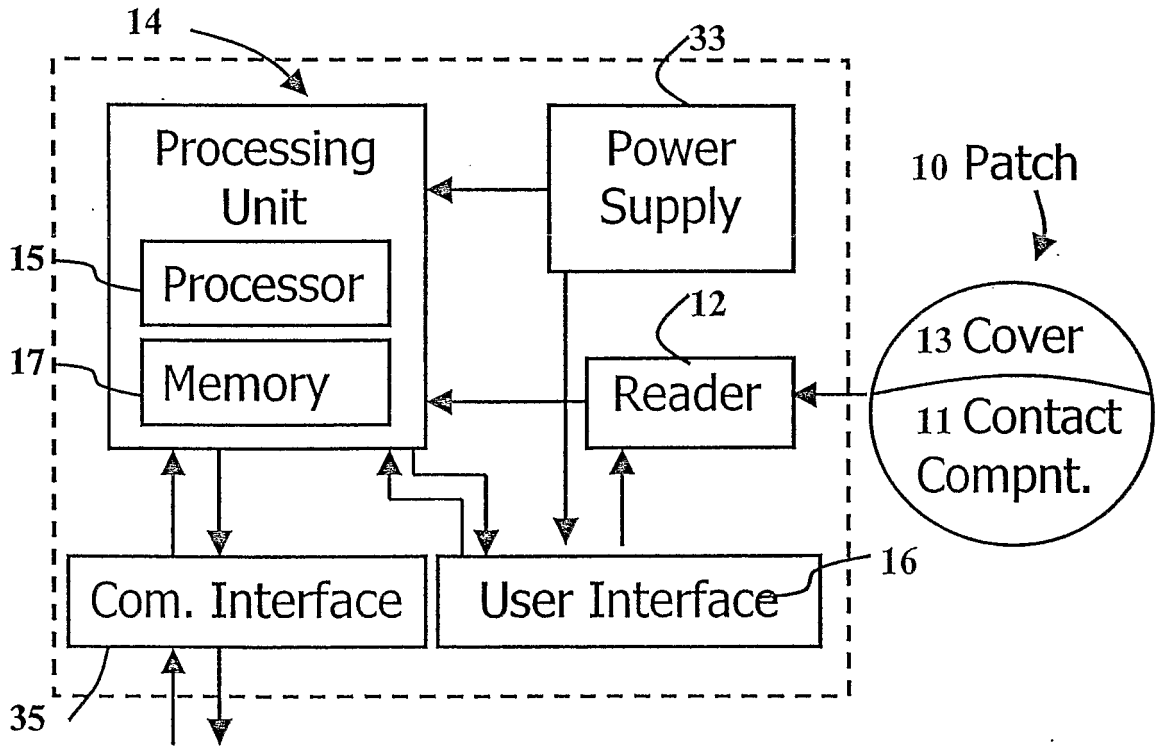 14
33
Processing
Unit
Power
Supply
10 Patch
15
Processor
12
13 Cover
17
Memory
Reader
11 Contact
Compnt.
16
Com. Interface
User Interface
35